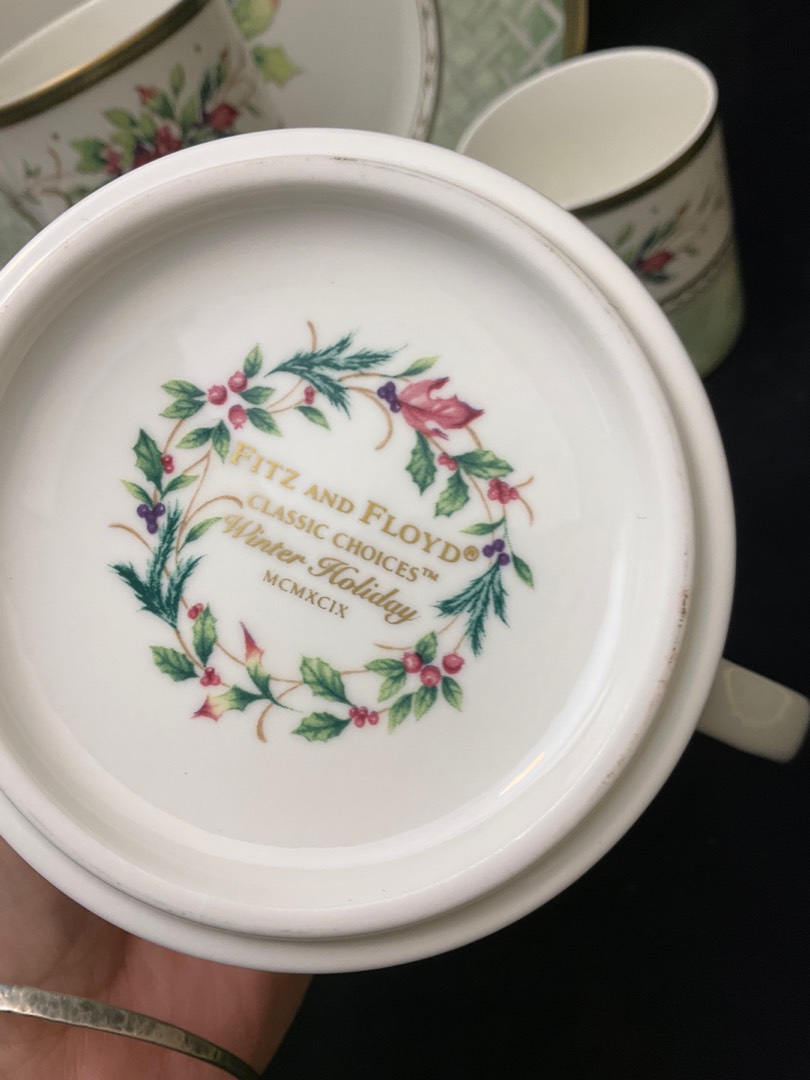 FITZ AND FLOYD®
CLASSIC CHOICES™
Winter Holiday
MCMXCIX